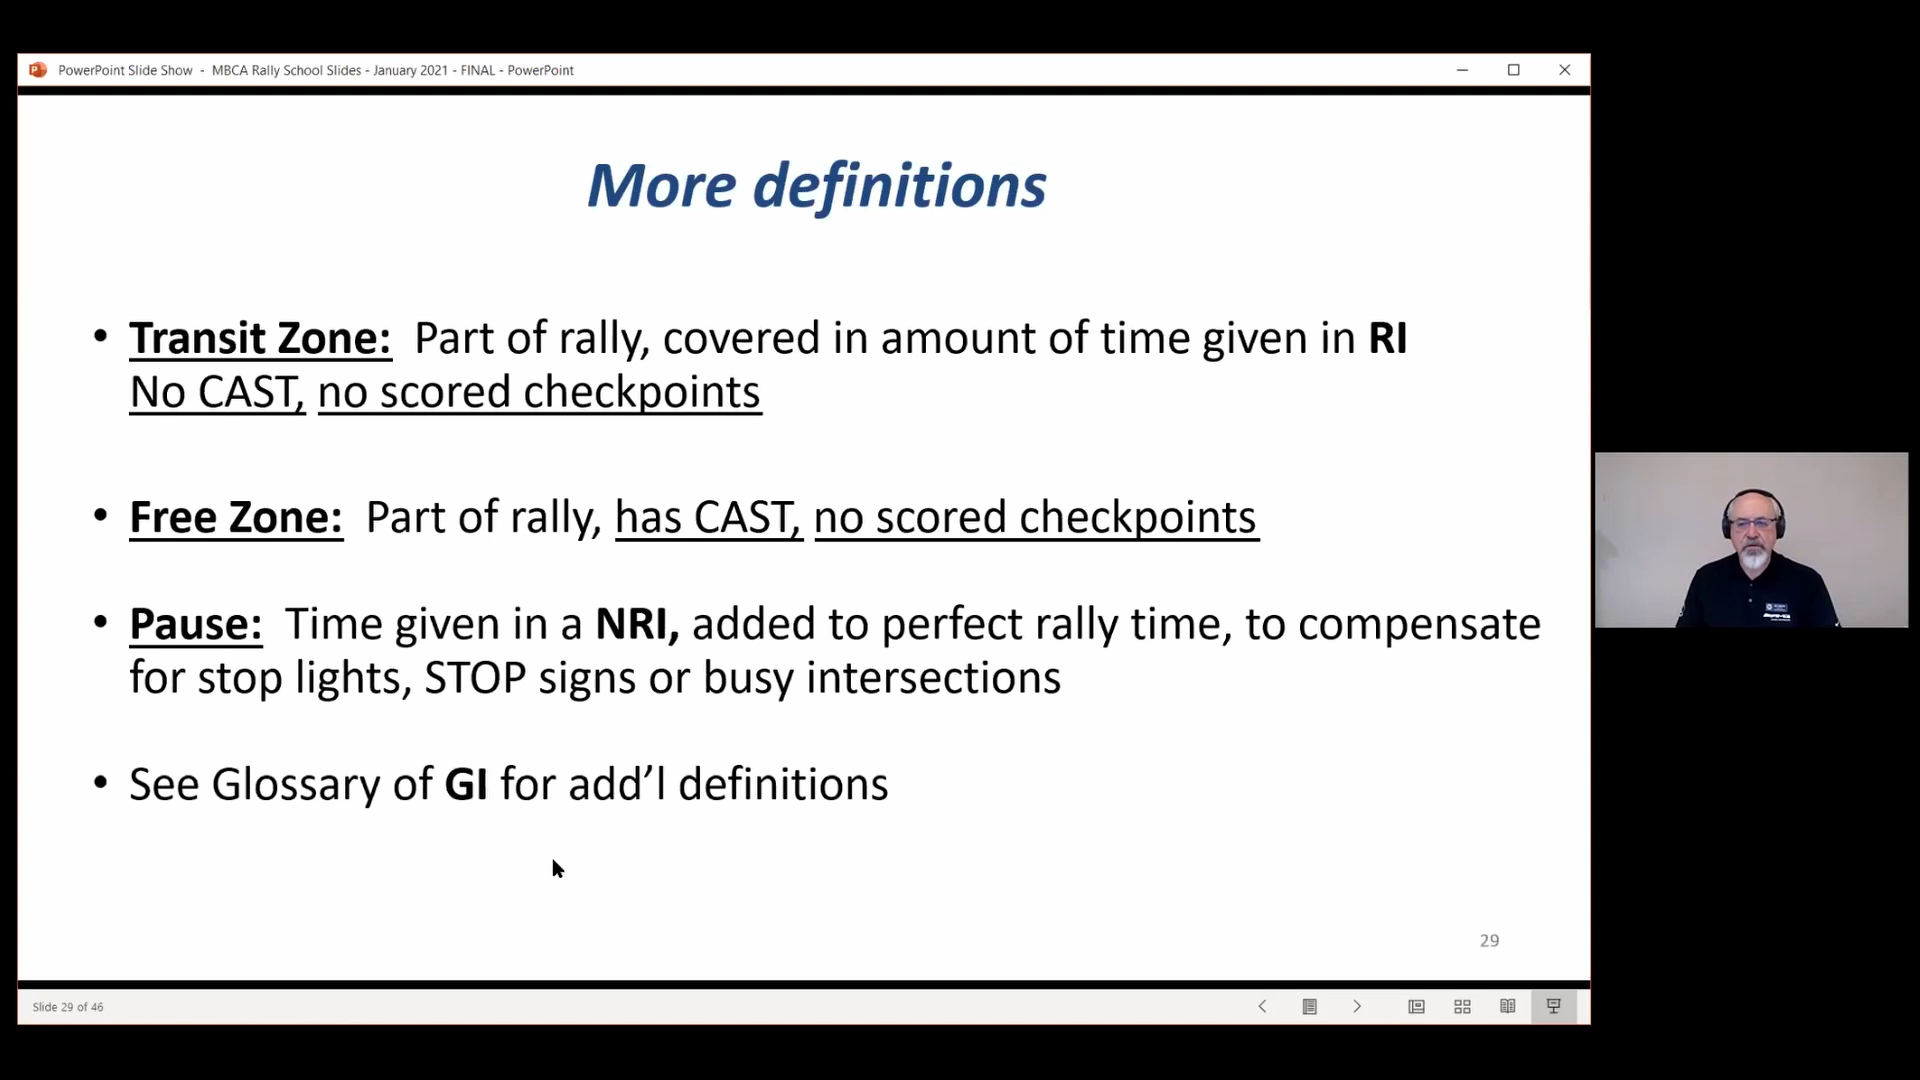 PowerPoint Slide Show - MBCA Rally School Slides - January 2021 - FINAL - PowerPoint
More definitions
• Transit Zone: Part of rally, covered in amount of time given in RI
No CAST, no scored checkpoints
• Free Zone: Part of rally, has CAST, no scored checkpoints
• Pause: Time given in a NRI, added to perfect rally time, to compensate
for stop lights, STOP signs or busy intersections
• See Glossary of GI for add’l definitions
29
Slide 29 of 46